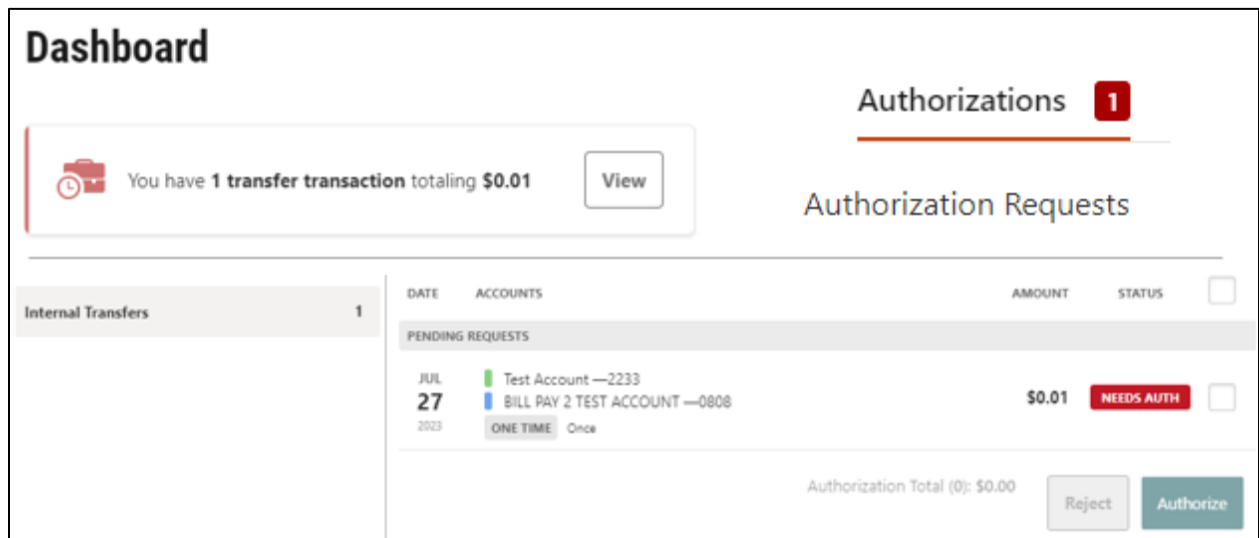 Dashboard
Authorizations 1
You have 1 transfer transaction totaling $0.01 View
Authorization Requests
Internal Transfers 1
DATE ACCOUNTS AMOUNT STATUS
PENDING REQUESTS
JUL
27
2023
Test Account —2233
BILL PAY 2 TEST ACCOUNT —0808
ONE TIME Once
$0.01 NEEDS AUTH
Authorization Total (0): $0.00
Reject Authorize